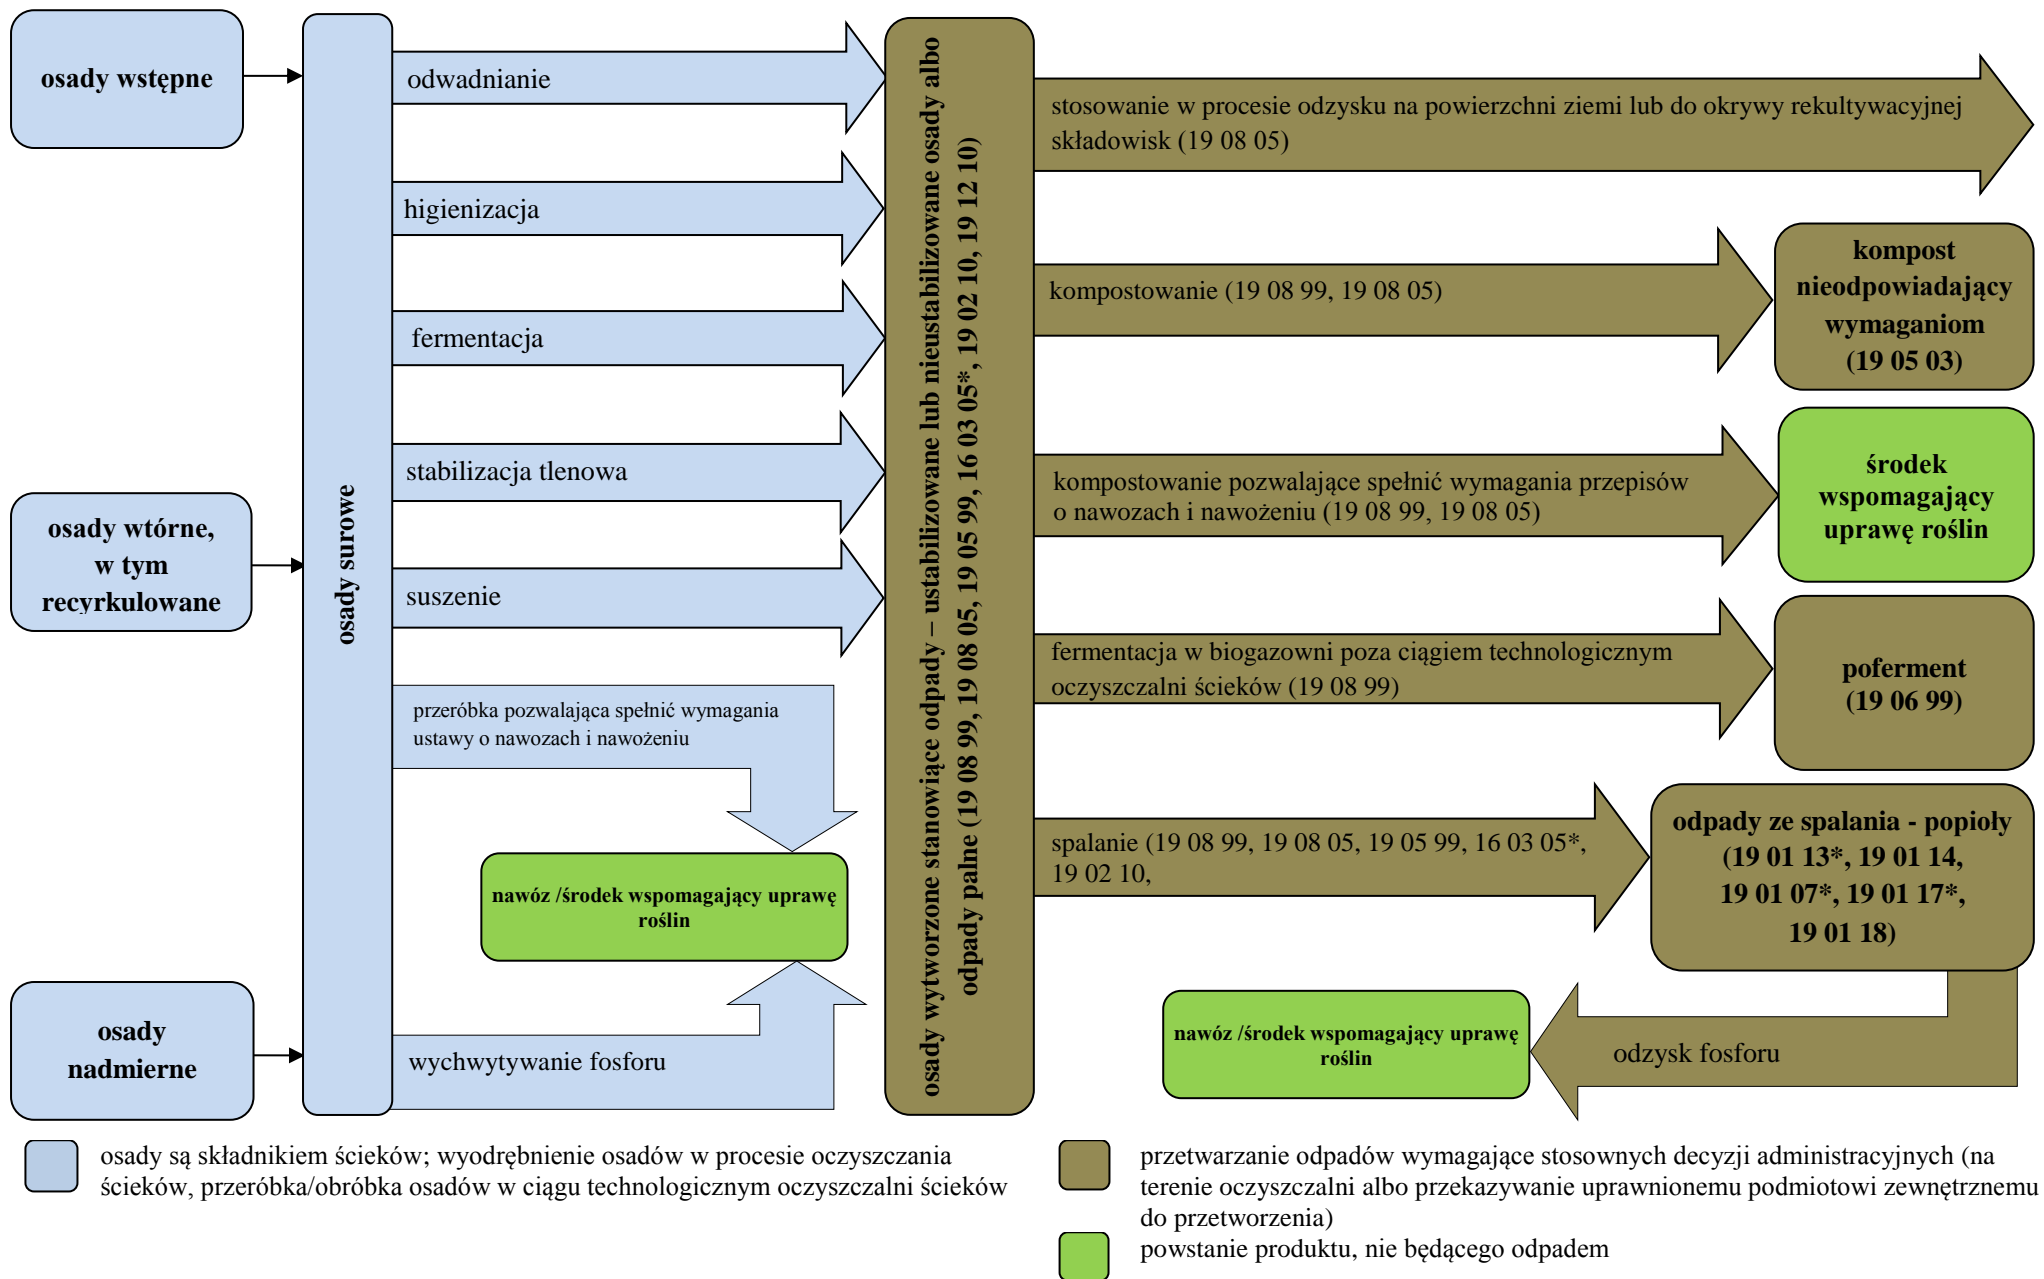 osady wstępne
osady wtórne,
w tym
recyrkulowane
osady
nadmierne
osady surowe
odwadnianie
higienizacja
fermentacja
stabilizacja tlenowa
suszenie
przeróbka pozwalająca spełnić wymagania
ustawy o nawozach i nawożeniu
nawóz /środek wspomagający uprawę
roślin
wychwytywanie fosforu
osady wytworzone stanowiące odpady – ustabilizowane lub nieustabilizowane osady albo
odpady palne (19 08 99, 19 08 05, 19 05 99, 16 03 05*, 19 02 10, 19 12 10)
stosowanie w procesie odzysku na powierzchni ziemi lub do okrywy rekultywacyjnej
składowisk (19 08 05)
kompostowanie (19 08 99, 19 08 05)
kompost
nieodpowiadający
wymaganiom
(19 05 03)
kompostowanie pozwalające spełnić wymagania przepisów
o nawozach i nawożeniu (19 08 99, 19 08 05)
środek
wspomagający
uprawę roślin
fermentacja w biogazowni poza ciągiem technologicznym
oczyszczalni ścieków (19 08 99)
poferment
(19 06 99)
spalanie (19 08 99, 19 08 05, 19 05 99, 16 03 05*,
19 02 10,
odpady ze spalania - popioły
(19 01 13*, 19 01 14,
19 01 07*, 19 01 17*,
19 01 18)
nawóz /środek wspomagający uprawę
roślin
odzysk fosforu
osady są składnikiem ścieków; wyodrębnienie osadów w procesie oczyszczania
ścieków, przeróbka/obróbka osadów w ciągu technologicznym oczyszczalni ścieków
przetwarzanie odpadów wymagające stosownych decyzji administracyjnych (na
terenie oczyszczalni albo przekazywanie uprawnionemu podmiotowi zewnętrznemu
do przetworzenia)
powstanie produktu, nie będącego odpadem